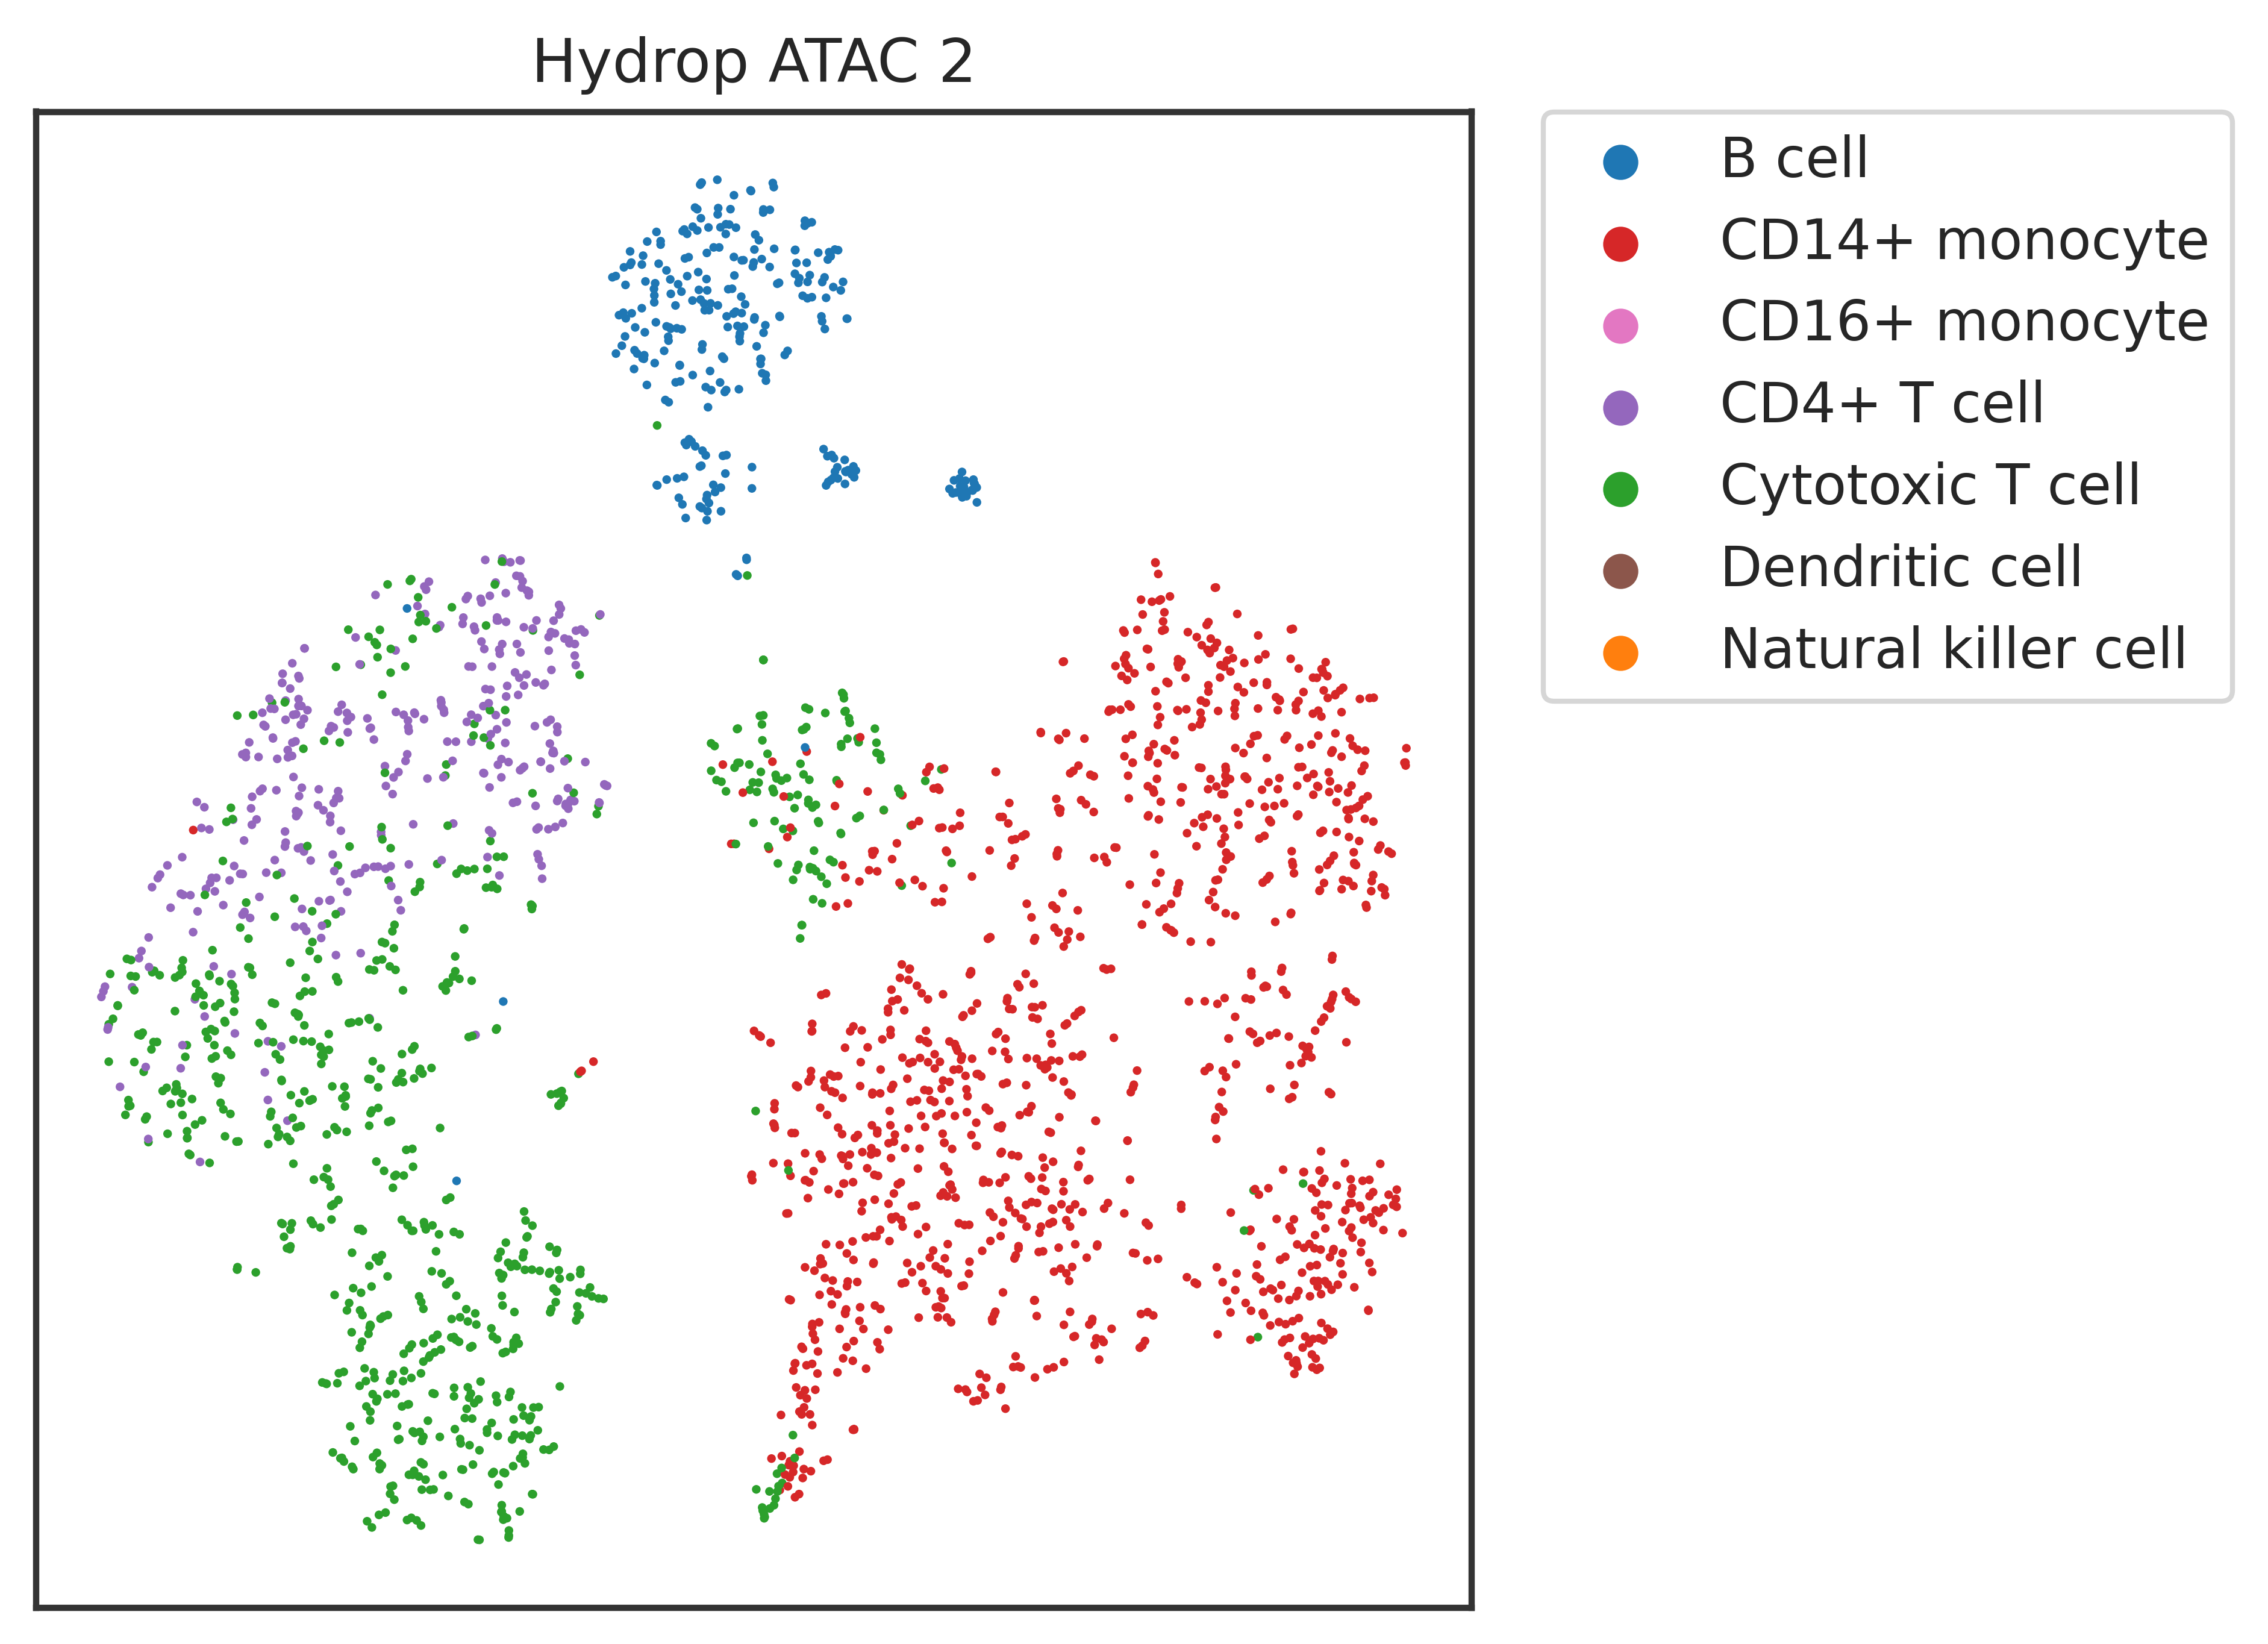 Hydrop ATAC 2
B cell
CD14+ monocyte
CD16+ monocyte
CD4+ T cell
Cytotoxic T cell
Dendritic cell
Natural killer cell